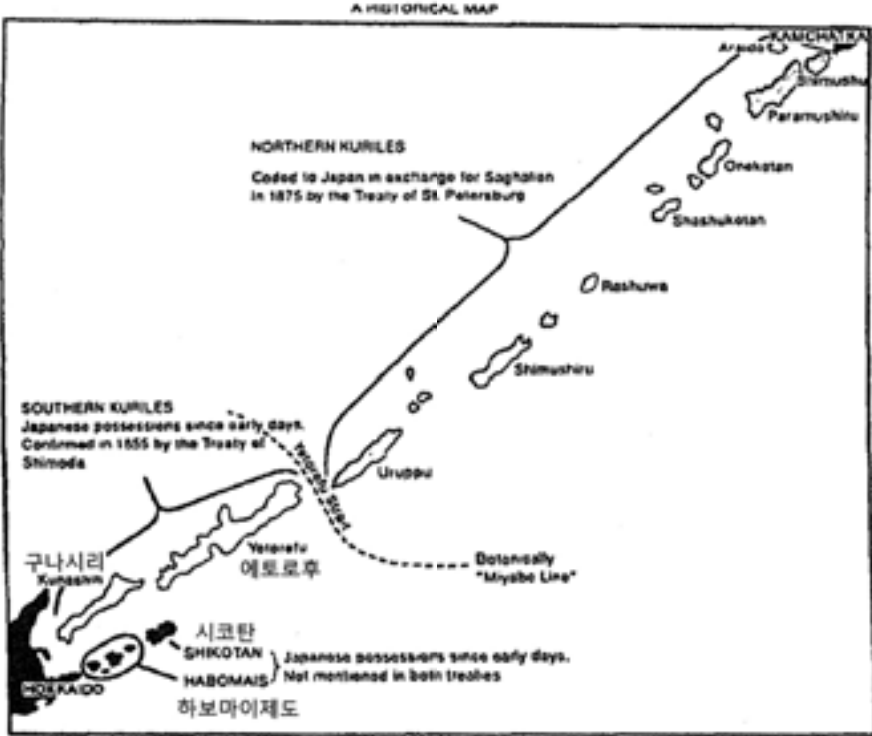 A HISTORICAL MAP
KAMCHATKA
Araido
Shimushu
Paramushiru
NORTHERN KURILES
Ceded to Japan in exchange for Saghalien
in 1875 by the Treaty of St. Petersburg
Onekotan
Shashukotan
Rashuwa
Shimushiru
SOUTHERN KURILES
Japanese possessions since early days.
Confirmed in 1855 by the Treaty of
Shimoda
Yetorofu Strait
Uruppu
Yetorofu
에토로후
Botanically
"Miyabe Line"
구나시리
Kunashiri
시코탄
SHIKOTAN
HABOMAIS
Japanese possessions since early days.
Not mentioned in both treaties
HOKKAIDO
하보마이제도